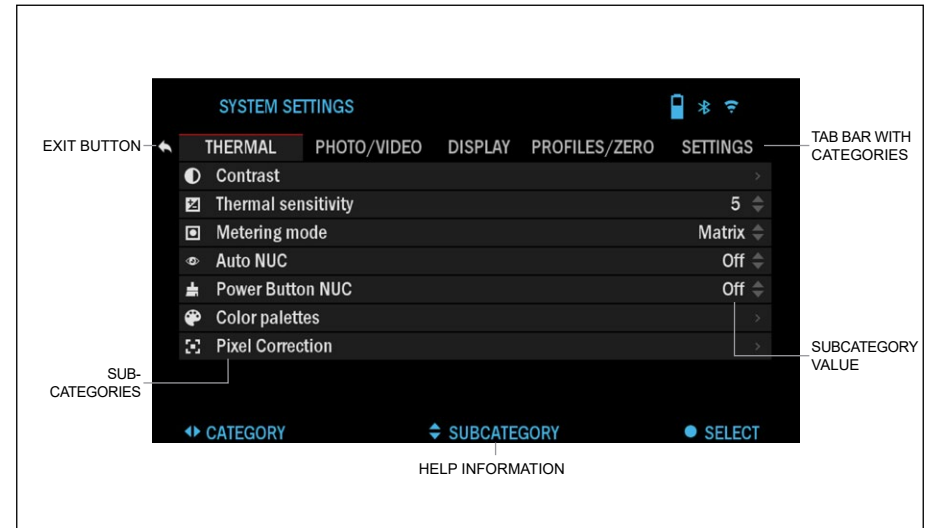 SYSTEM SETTINGS
EXIT BUTTON
THERMAL PHOTO/VIDEO DISPLAY PROFILES/ZERO SETTINGS
TAB BAR WITH
CATEGORIES
Contrast
Thermal sensitivity 5
Metering mode Matrix
Auto NUC Off
Power Button NUC Off
Color palettes
Pixel Correction
SUBCATEGORY
VALUE
SUB-
CATEGORIES
CATEGORY SUBCATEGORY SELECT
HELP INFORMATION